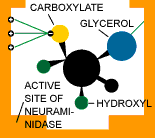 CARBOXYLATE
GLYCEROL
ACTIVE
SITE OF
NEURAMI-
NIDASE
HYDROXYL